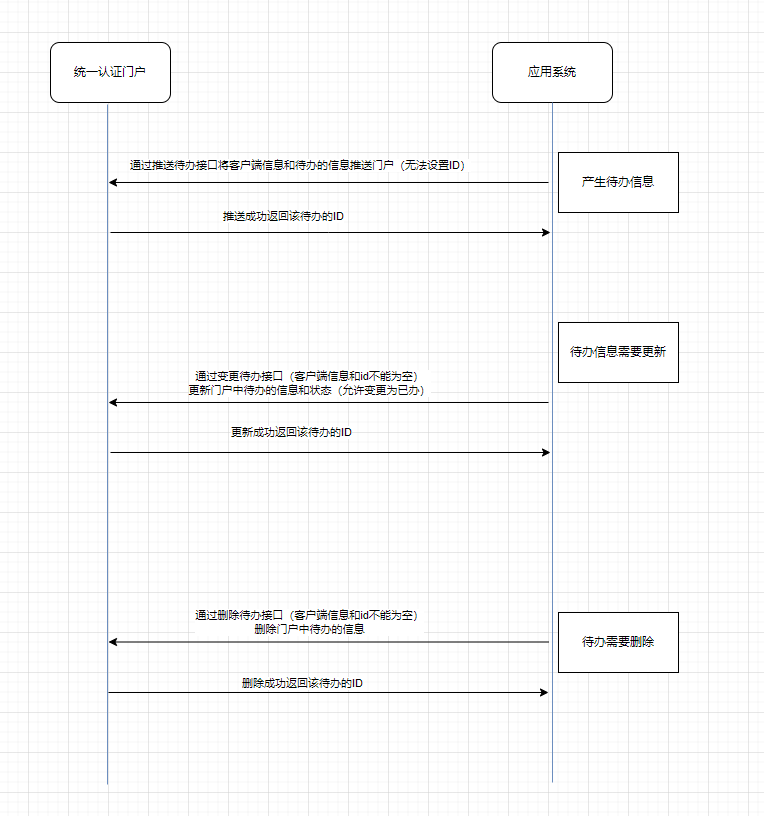 统一认证门户
应用系统
通过推送待办接口将客户端信息和待办的信息推送门户（无法设置ID）
产生待办信息
推送成功返回该待办的ID
待办信息需要更新
通过变更待办接口（客户端信息和id不能为空）
更新门户中待办的信息和状态（允许变更为已办）
更新成功返回该待办的ID
通过删除待办接口（客户端信息和id不能为空）
删除门户中待办的信息
待办需要删除
删除成功返回该待办的ID